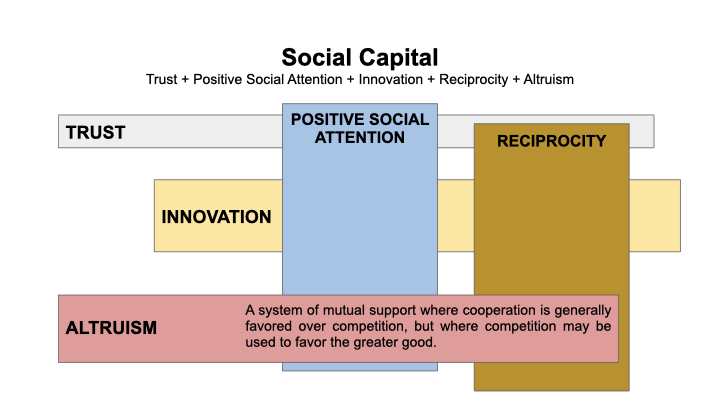 Social Capital
Trust + Positive Social Attention + Innovation + Reciprocity + Altruism
POSITIVE SOCIAL
ATTENTION
TRUST
RECIPROCITY
INNOVATION
ALTRUISM
A system of mutual support where cooperation is generally
favored over competition, but where competition may be
used to favor the greater good.